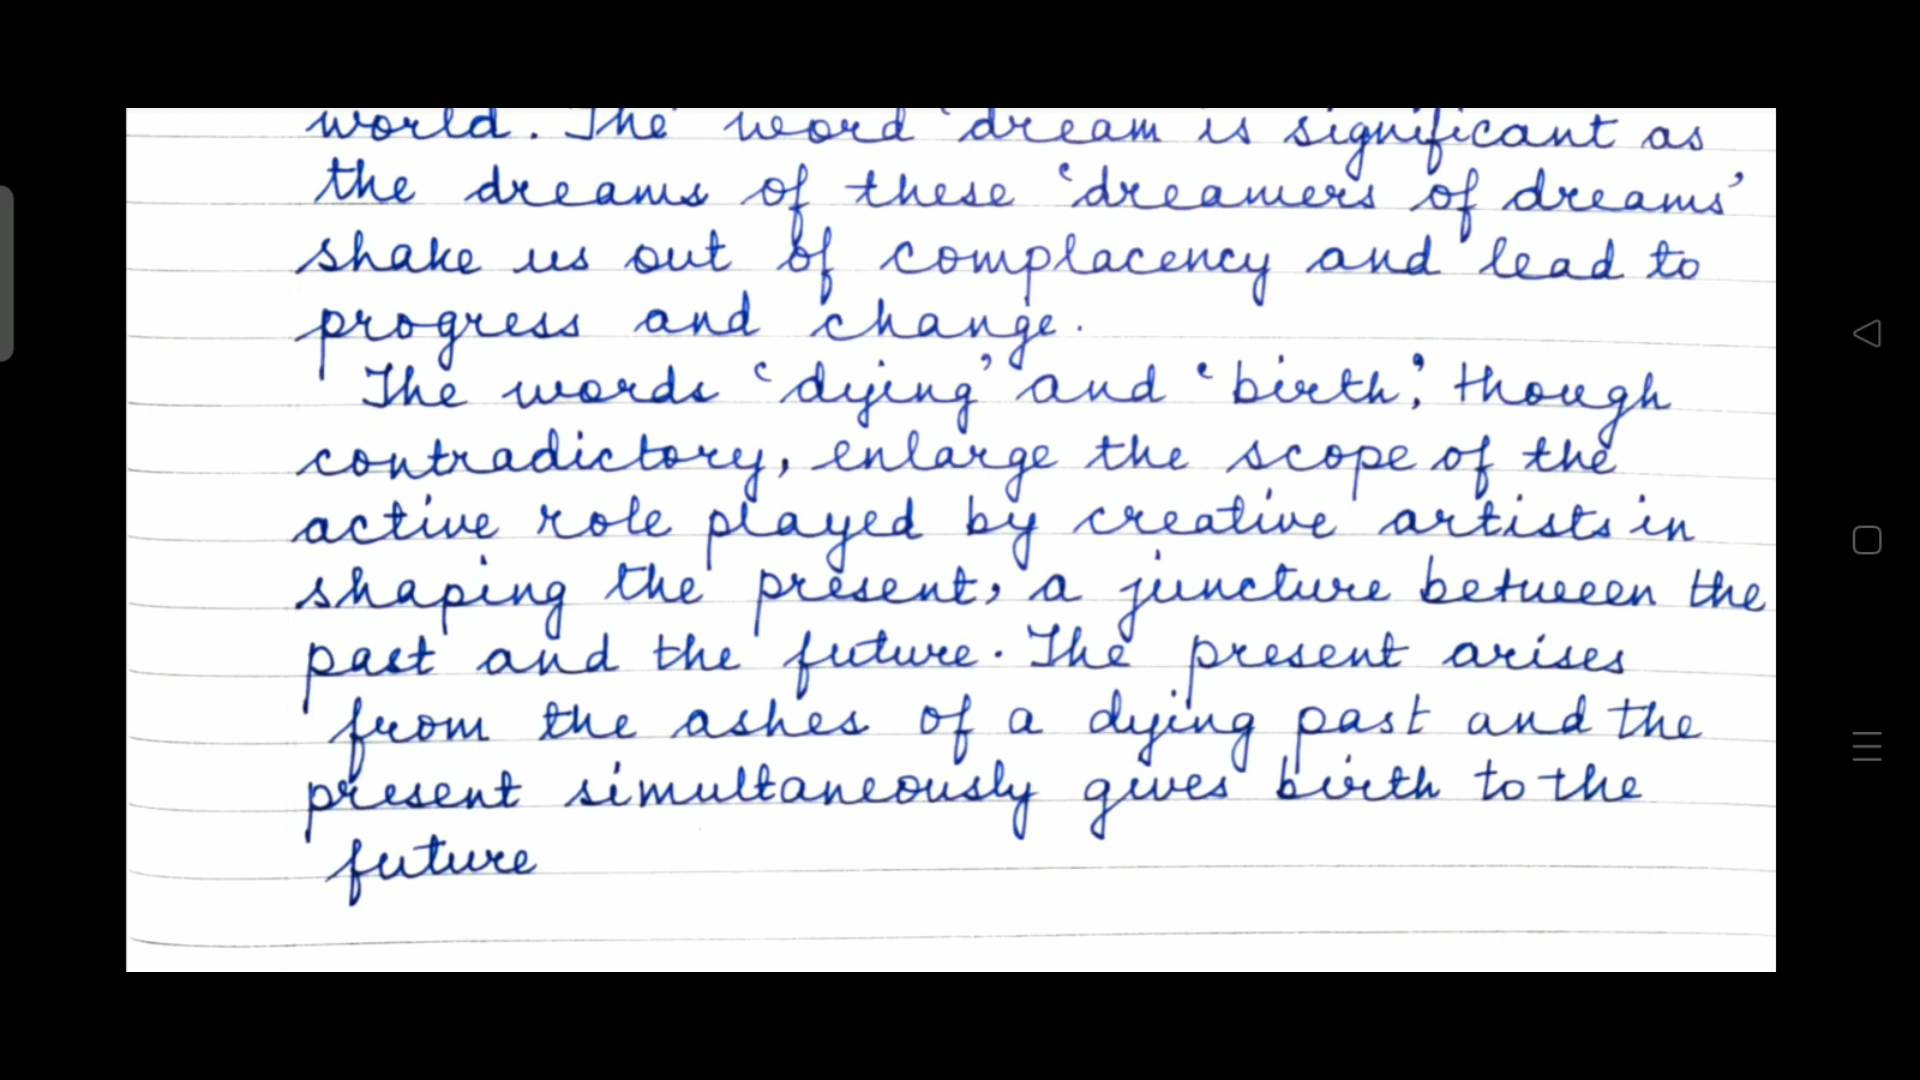 world. The word 'dream is significant as
the dreams of these 'dreamers of dreams'
shake us out of complacency and lead to
progress and change.
The words 'dying' and 'birth', though
contradictory, enlarge the scope of the
active role played by creative artists in
shaping the present, a juncture between the
past and the future. The present arises
from the ashes of a dying past and the
present simultaneously gives birth to the
future